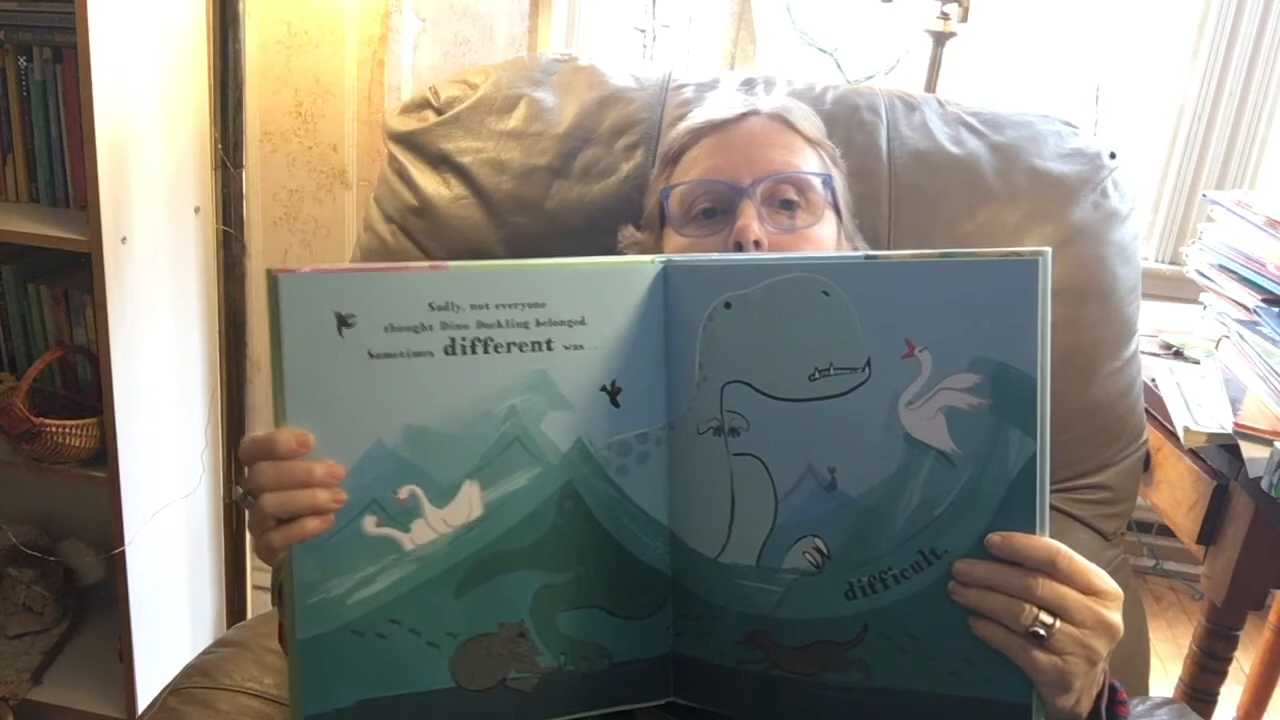 Sadly, not everyone
thought Dino Duckling belonged.
Sometimes different was...
difficult.